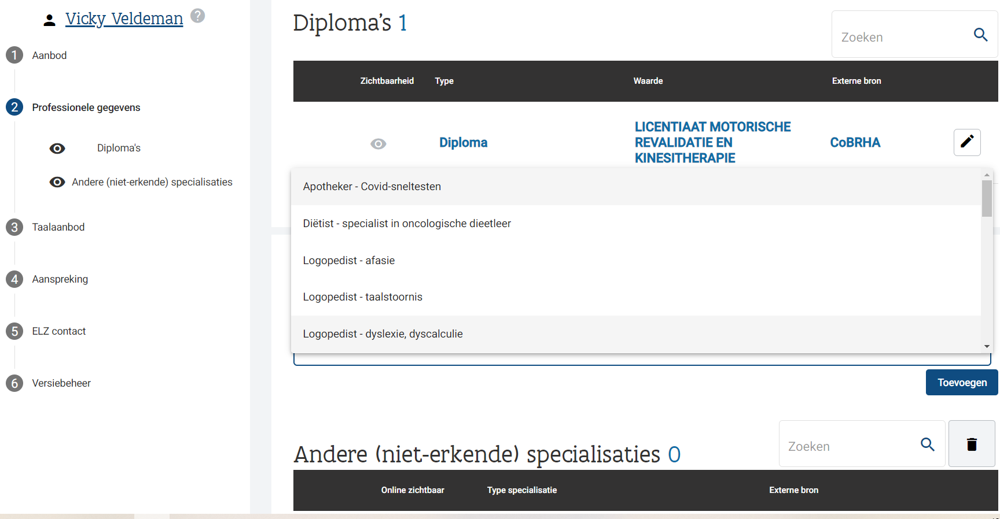 Vicky Veldeman ?
1 Aanbod
2 Professionele gegevens
Diploma's
Andere (niet-erkende) specialisaties
3 Taalaanbod
4 Aanspreking
5 ELZ contact
6 Versiebeheer
Diploma's 1
Zoeken
Zichtbaarheid Type Waarde Externe bron
Diploma
LICENTIAAT MOTORISCHE
REVALIDATIE EN
KINESITHERAPIE
CoBRHA
Apotheker - Covid-sneltesten
Diëtist - specialist in oncologische dieetleer
Logopedist - afasie
Logopedist - taalstoornis
Logopedist - dyslexie, dyscalculie
Toevoegen
Andere (niet-erkende) specialisaties 0
Zoeken
Online zichtbaar Type specialisatie Externe bron